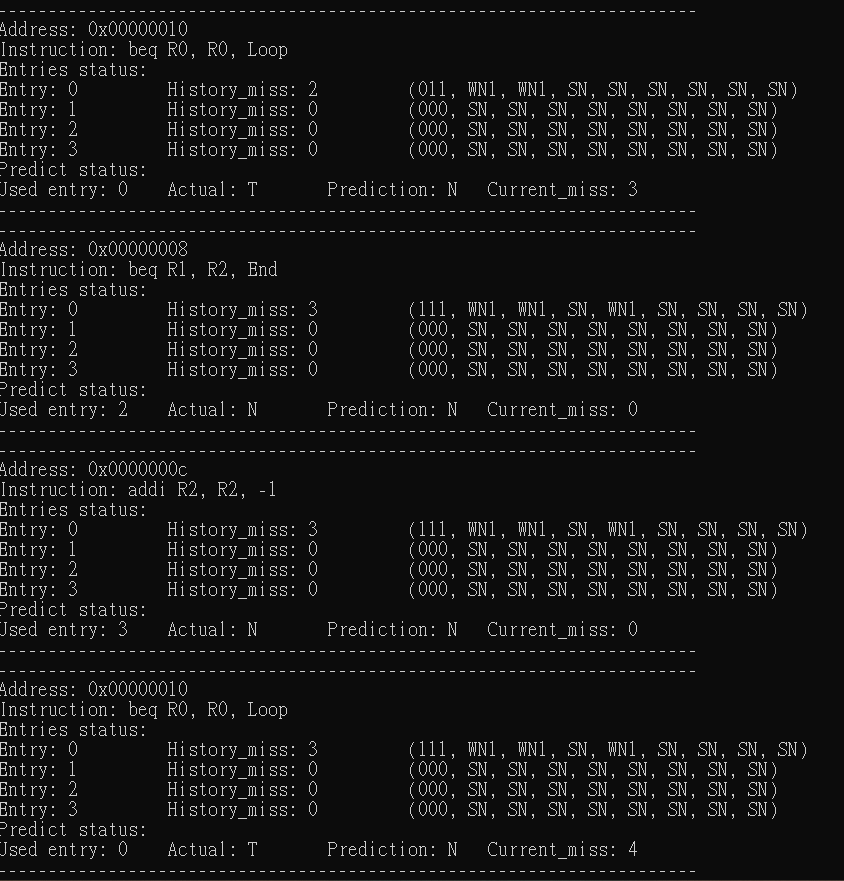 --------------------------------------------------------------------
Address: 0x00000010
Instruction: beq R0, R0, Loop
Entries status:
Entry: 0 History_miss: 2 (011, WN1, WN1, SN, SN, SN, SN, SN, SN)
Entry: 1 History_miss: 0 (000, SN, SN, SN, SN, SN, SN, SN, SN)
Entry: 2 History_miss: 0 (000, SN, SN, SN, SN, SN, SN, SN, SN)
Entry: 3 History_miss: 0 (000, SN, SN, SN, SN, SN, SN, SN, SN)
Predict status:
Used entry: 0 Actual: T Prediction: N Current_miss: 3
--------------------------------------------------------------------
--------------------------------------------------------------------
Address: 0x00000008
Instruction: beq R1, R2, End
Entries status:
Entry: 0 History_miss: 3 (111, WN1, WN1, SN, WN1, SN, SN, SN, SN)
Entry: 1 History_miss: 0 (000, SN, SN, SN, SN, SN, SN, SN, SN)
Entry: 2 History_miss: 0 (000, SN, SN, SN, SN, SN, SN, SN, SN)
Entry: 3 History_miss: 0 (000, SN, SN, SN, SN, SN, SN, SN, SN)
Predict status:
Used entry: 2 Actual: N Prediction: N Current_miss: 0
--------------------------------------------------------------------
--------------------------------------------------------------------
Address: 0x0000000c
Instruction: addi R2, R2, -1
Entries status:
Entry: 0 History_miss: 3 (111, WN1, WN1, SN, WN1, SN, SN, SN, SN)
Entry: 1 History_miss: 0 (000, SN, SN, SN, SN, SN, SN, SN, SN)
Entry: 2 History_miss: 0 (000, SN, SN, SN, SN, SN, SN, SN, SN)
Entry: 3 History_miss: 0 (000, SN, SN, SN, SN, SN, SN, SN, SN)
Predict status:
Used entry: 3 Actual: N Prediction: N Current_miss: 0
--------------------------------------------------------------------
--------------------------------------------------------------------
Address: 0x00000010
Instruction: beq R0, R0, Loop
Entries status:
Entry: 0 History_miss: 3 (111, WN1, WN1, SN, WN1, SN, SN, SN, SN)
Entry: 1 History_miss: 0 (000, SN, SN, SN, SN, SN, SN, SN, SN)
Entry: 2 History_miss: 0 (000, SN, SN, SN, SN, SN, SN, SN, SN)
Entry: 3 History_miss: 0 (000, SN, SN, SN, SN, SN, SN, SN, SN)
Predict status:
Used entry: 0 Actual: T Prediction: N Current_miss: 4
--------------------------------------------------------------------